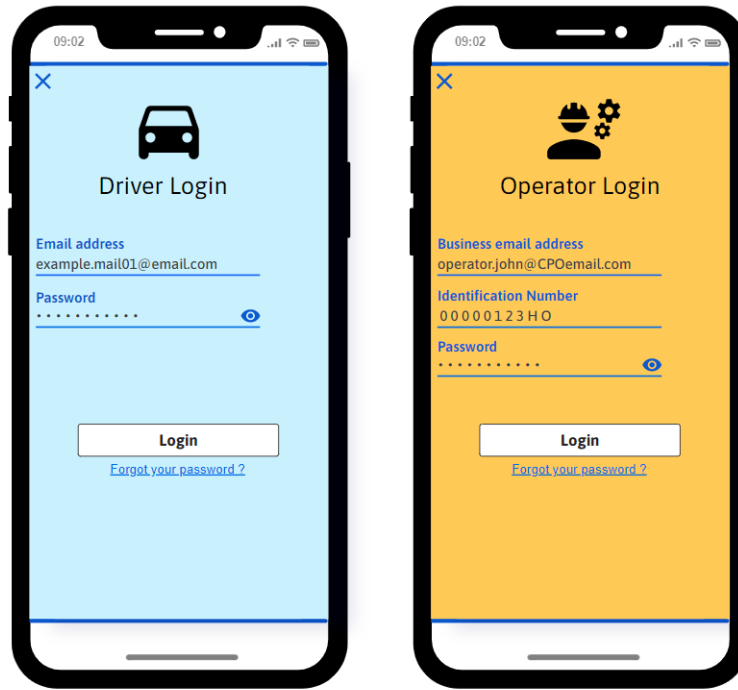 09:02
Driver Login
Email address
example.mail01@email.com
Password
• • • • • • • • • • •
Login
Forgot your password ?
09:02
Operator Login
Business email address
operator.john@CPOemail.com
Identification Number
00000123HO
Password
• • • • • • • • • • •
Login
Forgot your password ?